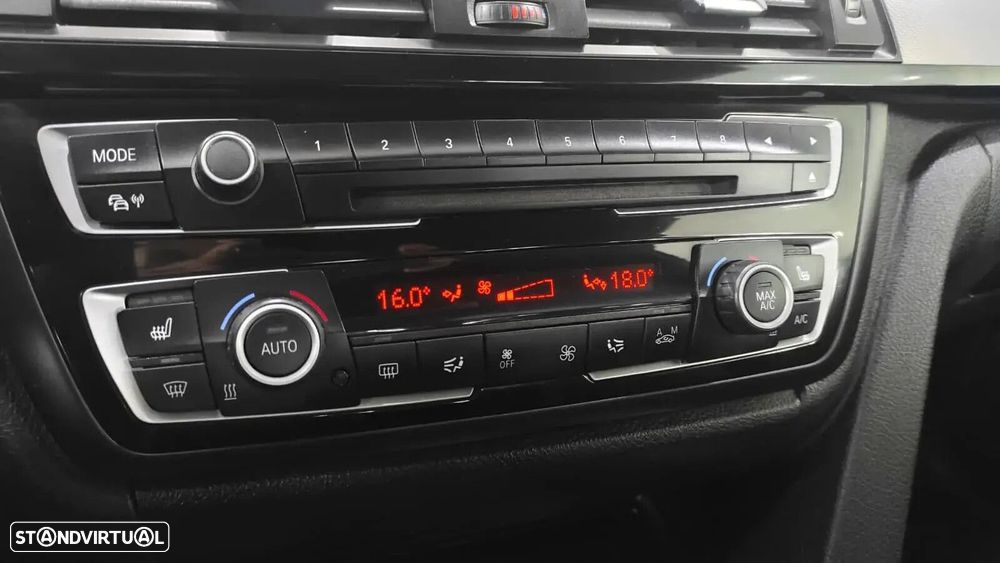 MODE
1 2 3 4 5 6 7 8
16.0° 18.0°
AUTO
MAX
A/C
A/C
OFF
A M
STANDVIRTUAL